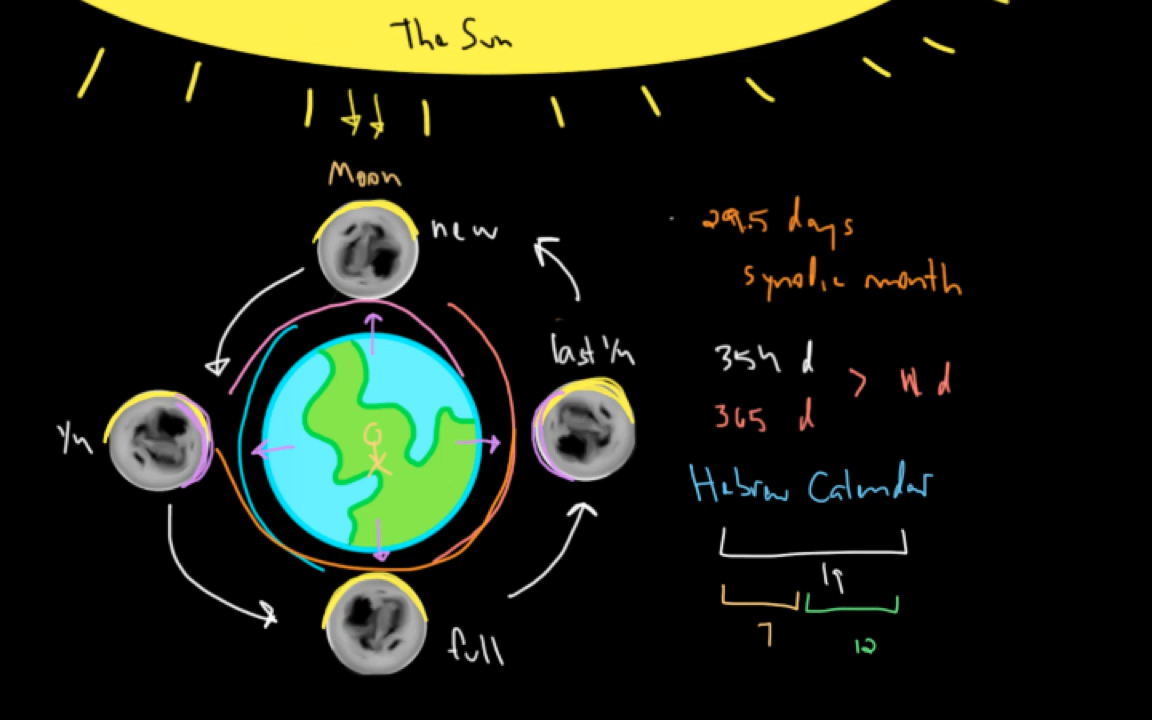 The Sun
Moon
new
29.5 days
synodic month
last 1/4
354 d
> 11 d
365 d
1/4
Hebrew Calendar
19
7
12
full